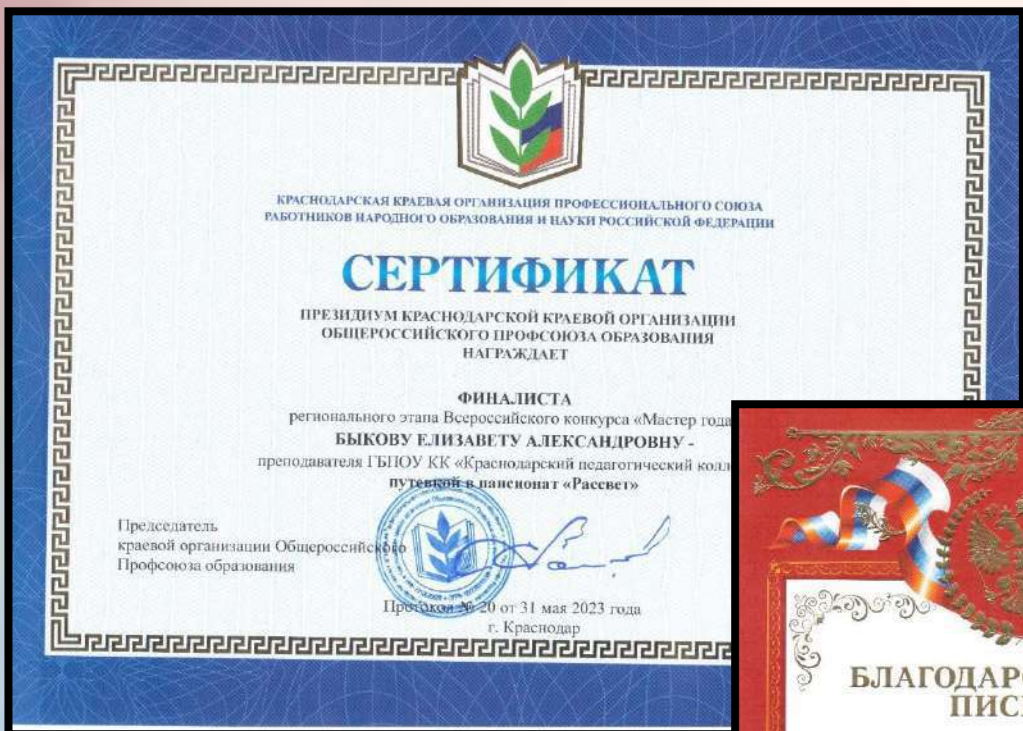 КРАСНОДАРСКАЯ КРАЕВАЯ ОРГАНИЗАЦИЯ ПРОФЕССИОНАЛЬНОГО СОЮЗА
РАБОТНИКОВ НАРОДНОГО ОБРАЗОВАНИЯ И НАУКИ РОССИЙСКОЙ ФЕДЕРАЦИИ
СЕРТИФИКАТ
ПРЕЗИДИУМ КРАСНОДАРСКОЙ КРАЕВОЙ ОРГАНИЗАЦИИ
ОБЩЕРОССИЙСКОГО ПРОФСОЮЗА ОБРАЗОВАНИЯ
НАГРАЖДАЕТ
ФИНАЛИСТА
регионального этапа Всероссийского конкурса «Мастер года
БЫКОВУ ЕЛИЗАВЕТУ АЛЕКСАНДРОВНУ -
преподавателя ГБПОУ КК «Краснодарский педагогический колл
путевкой в пансионат «Рассвет»
Председатель
краевой организации Общероссийского
Профсоюза образования
Протокол № 20 от 31 мая 2023 года
г. Краснодар
БЛАГОДАР
ПИС